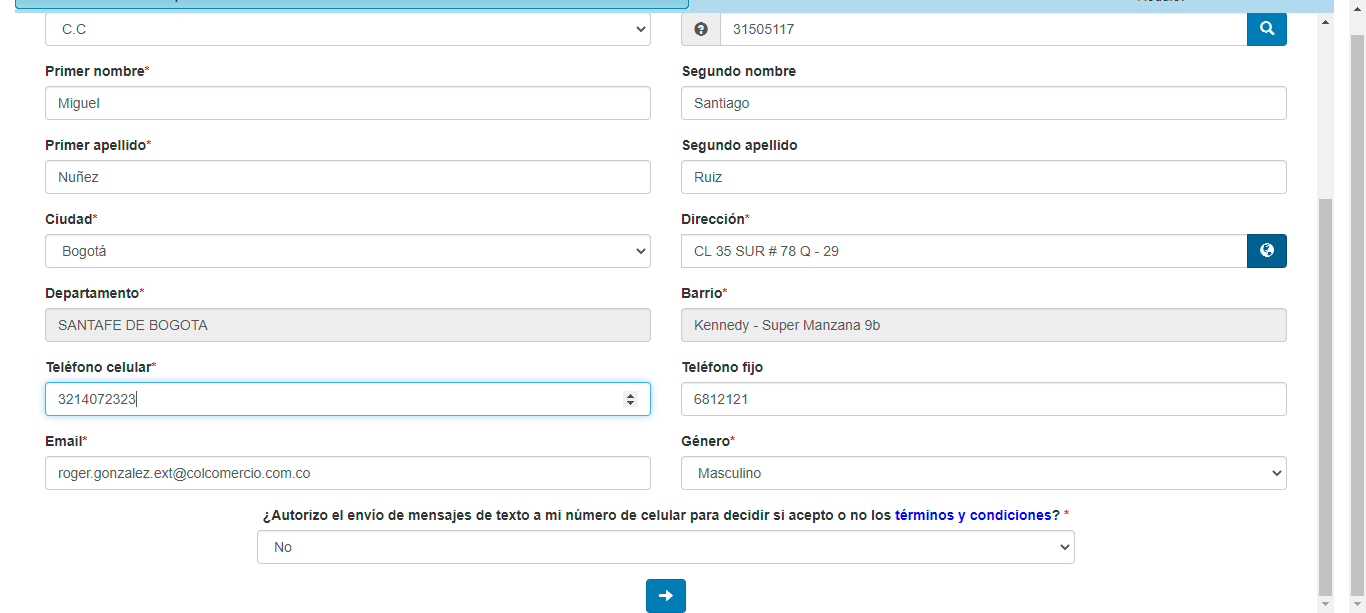 C.C 31505117
Primer nombre* Segundo nombre
Miguel Santiago
Primer apellido* Segundo apellido
Nuñez Ruiz
Ciudad* Dirección*
Bogotá CL 35 SUR # 78 Q - 29
Departamento* Barrio*
SANTAFE DE BOGOTA Kennedy - Super Manzana 9b
Teléfono celular* Teléfono fijo
3214072323 6812121
Email* Género*
roger.gonzalez.ext@colcomercio.com.co Masculino
¿Autorizo el envío de mensajes de texto a mi número de celular para decidir si acepto o no los términos y condiciones? *
No